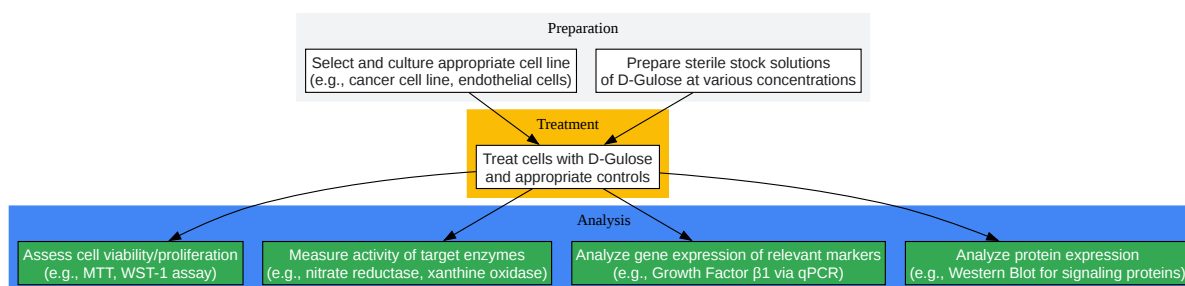 Preparation
Select and culture appropriate cell line
(e.g., cancer cell line, endothelial cells)
Prepare sterile stock solutions
of D-Gulose at various concentrations
Treatment
Treat cells with D-Gulose
and appropriate controls
Analysis
Assess cell viability/proliferation
(e.g., MTT, WST-1 assay)
Measure activity of target enzymes
(e.g., nitrate reductase, xanthine oxidase)
Analyze gene expression of relevant markers
(e.g., Growth Factor β1 via qPCR)
Analyze protein expression
(e.g., Western Blot for signaling proteins)